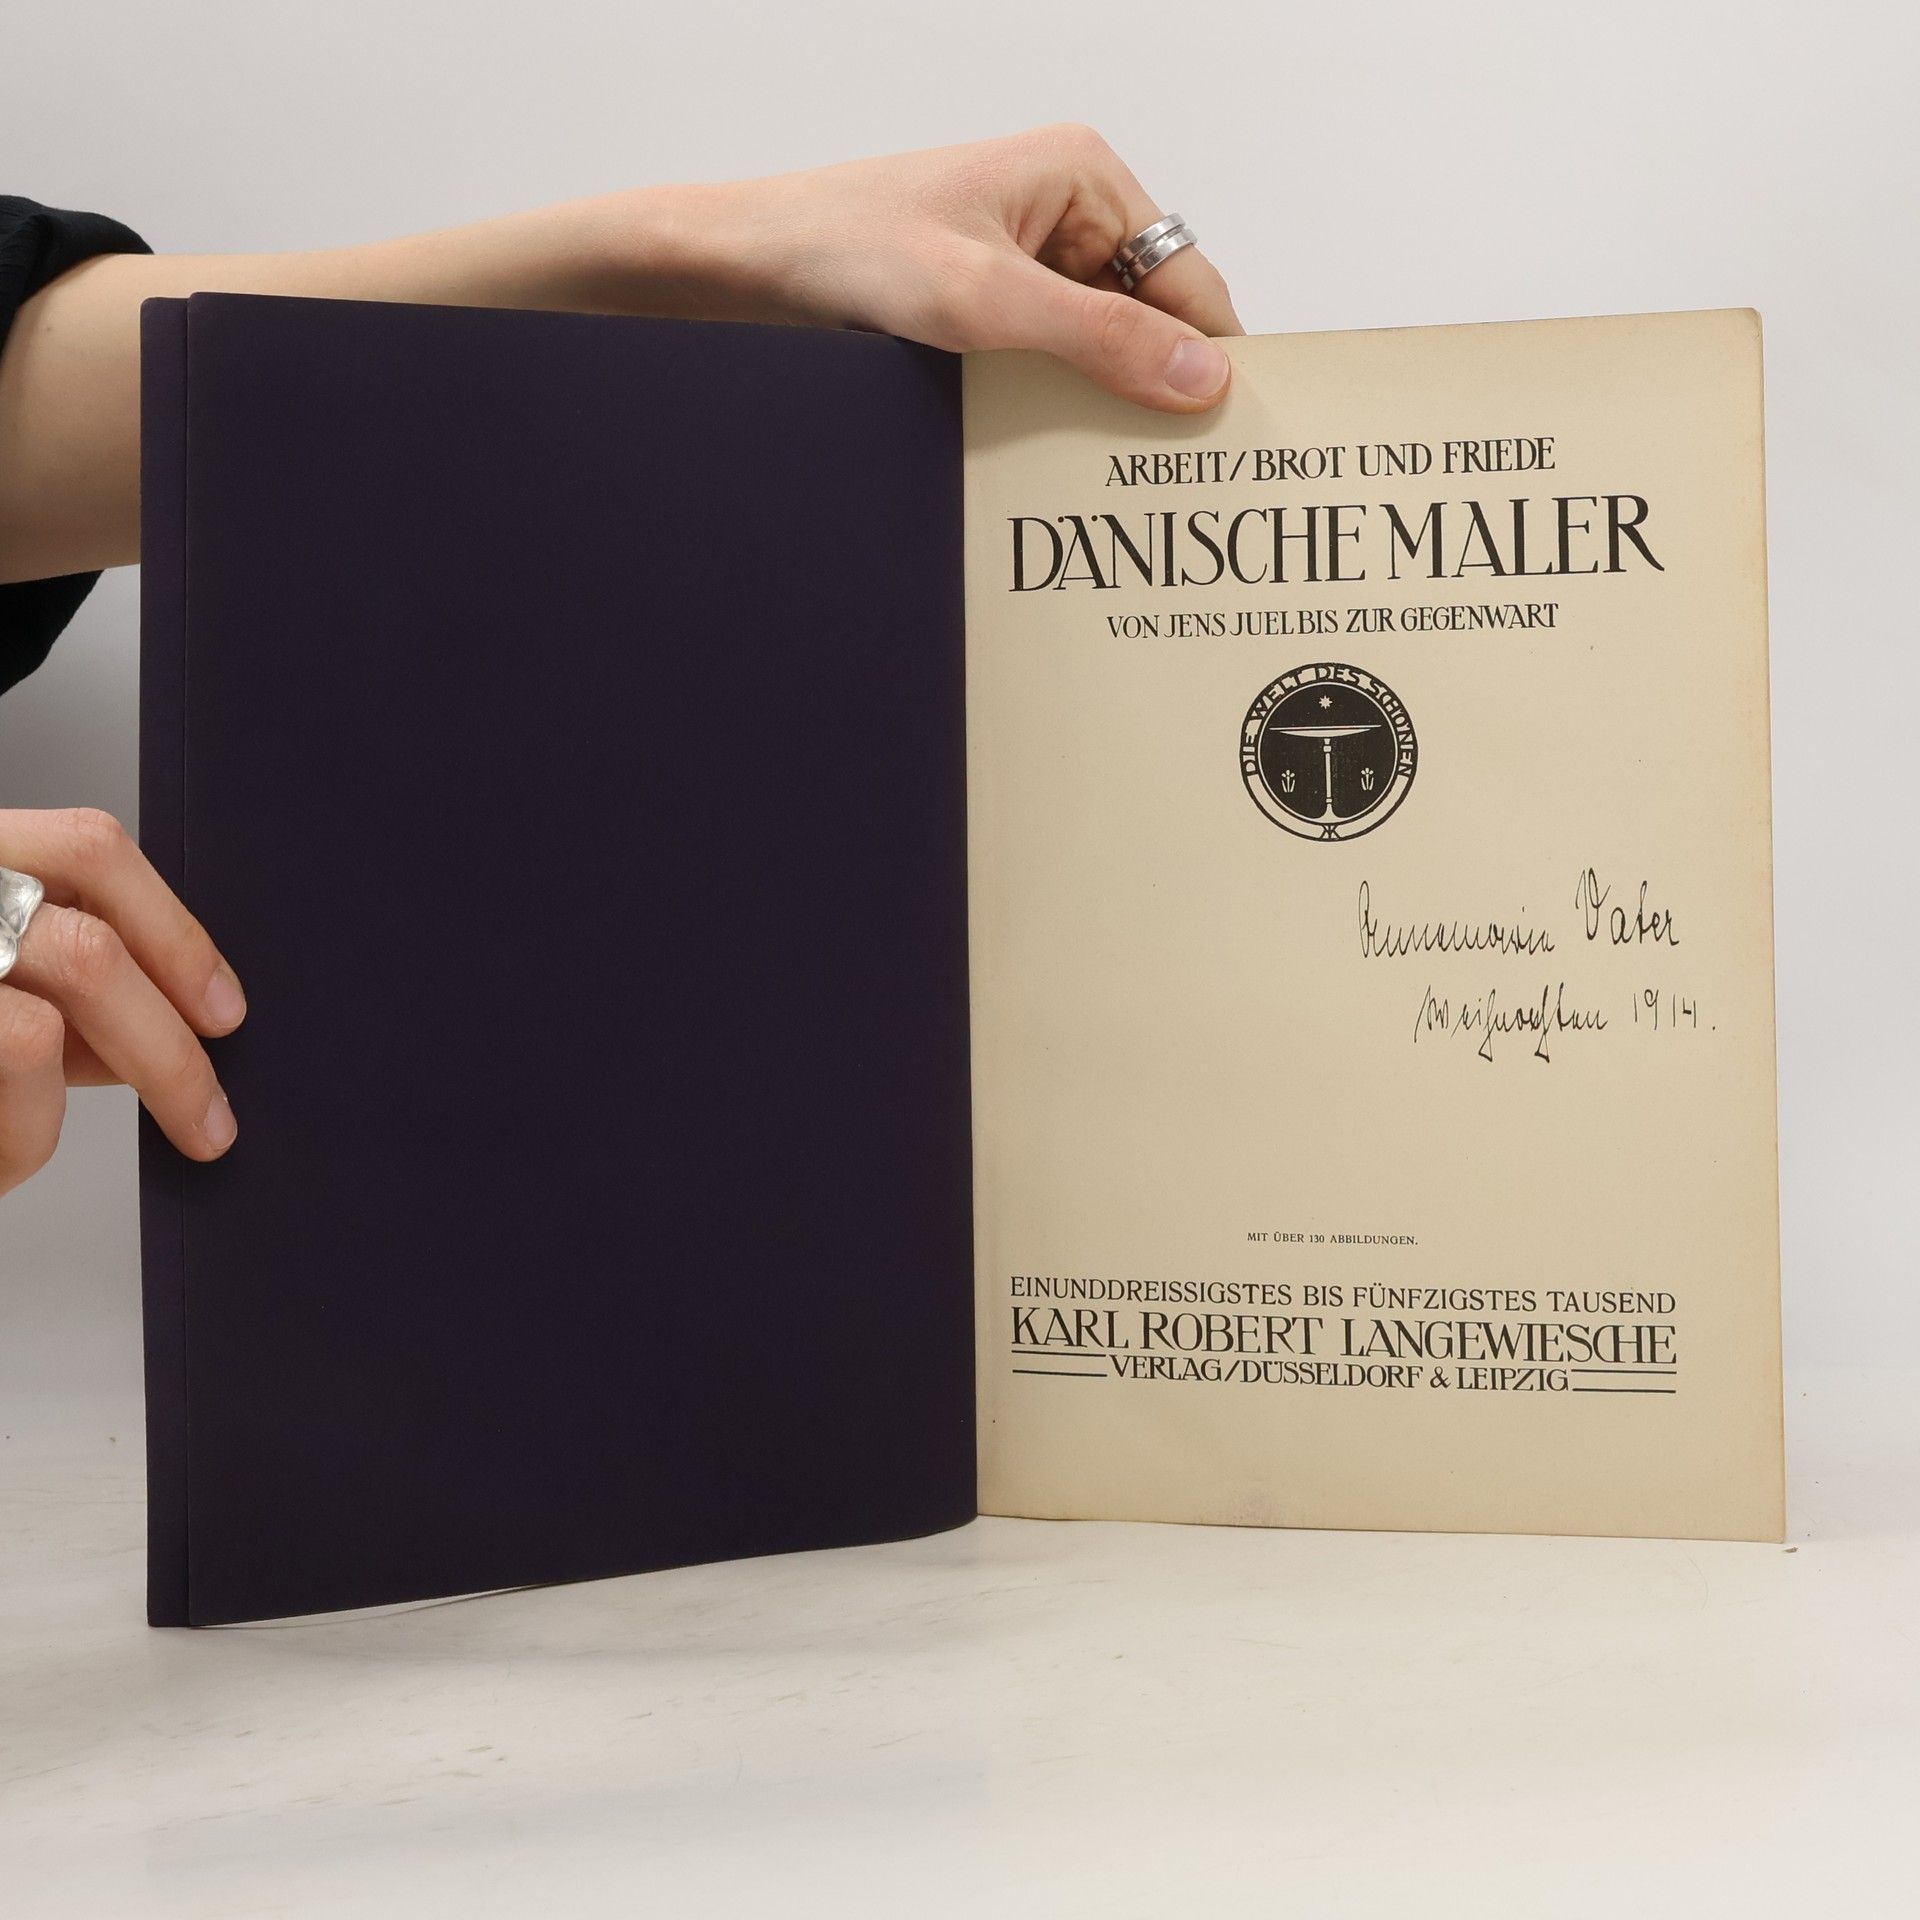 ARBEIT/BROT UND FRIEDE
DÄNISCHE MALER
VON JENS JUEL BIS ZUR GEGENWART
DIE WELT DES SCHÖNEN
Annemarie Vater
Weihnachten 1914.
MIT ÜBER 130 ABBILDUNGEN.
EINUNDDREISSIGSTES BIS FÜNFZIGSTES TAUSEND
KARL ROBERT LANGEWIESCHE
VERLAG/DÜSSELDORF & LEIPZIG